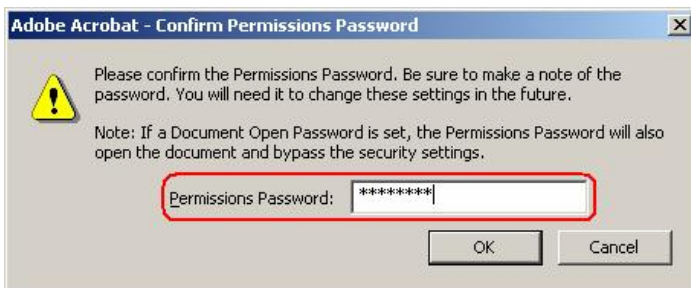 Adobe Acrobat - Confirm Permissions Password
Please confirm the Permissions Password. Be sure to make a note of the
password. You will need it to change these settings in the future.
Note: If a Document Open Password is set, the Permissions Password will also
open the document and bypass the security settings.
Permissions Password: ********
OK Cancel